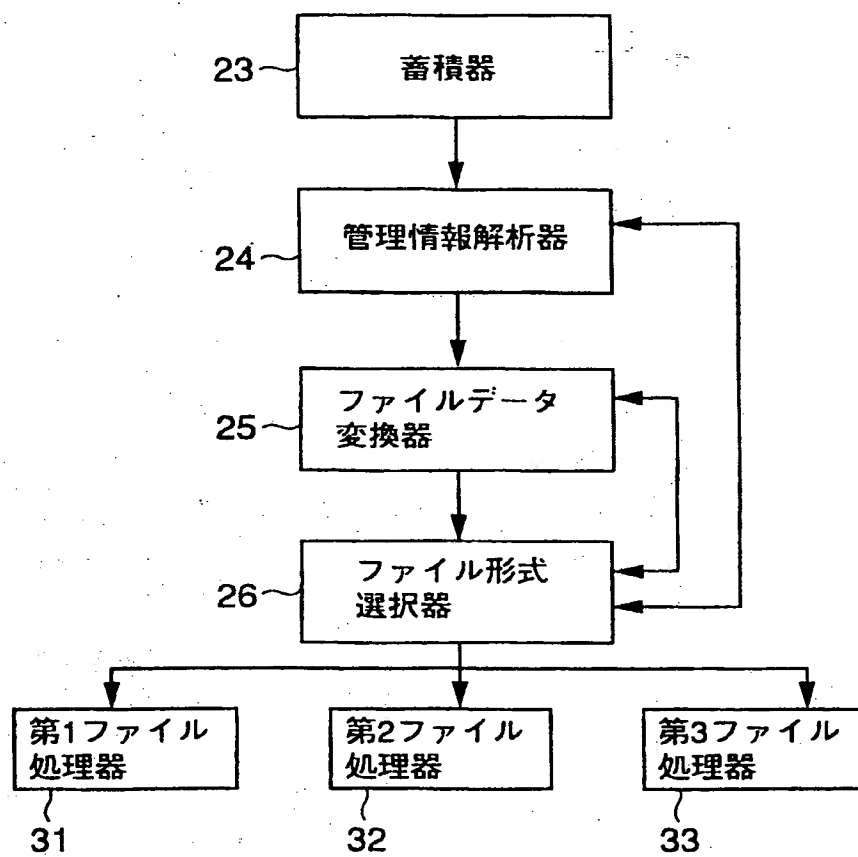 23
蓄積器
管理情報解析器
24
ファイルデータ
変換器
25
ファイル形式
選択器
26
第1ファイル
処理器
第2ファイル
処理器
第3ファイル
処理器
31
32
33